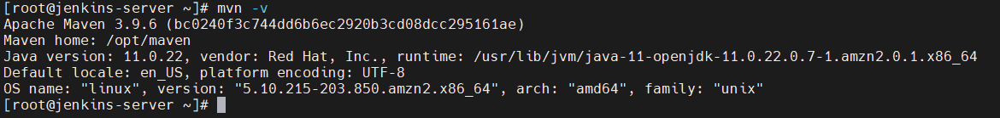 [root@jenkins-server ~]# mvn -v
Apache Maven 3.9.6 (bc0240f3c744dd6b6ec2920b3cd08dcc295161ae)
Maven home: /opt/maven
Java version: 11.0.22, vendor: Red Hat, Inc., runtime: /usr/lib/jvm/java-11-openjdk-11.0.22.0.7-1.amzn2.0.1.x86_64
Default locale: en_US, platform encoding: UTF-8
OS name: "linux", version: "5.10.215-203.850.amzn2.x86_64", arch: "amd64", family: "unix"
[root@jenkins-server ~]#